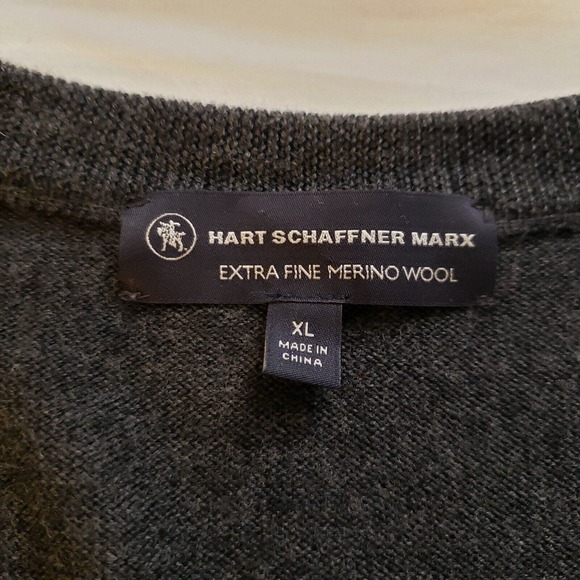 HART SCHAFFNER MARX
EXTRA FINE MERINO WOOL
XL
MADE IN
CHINA